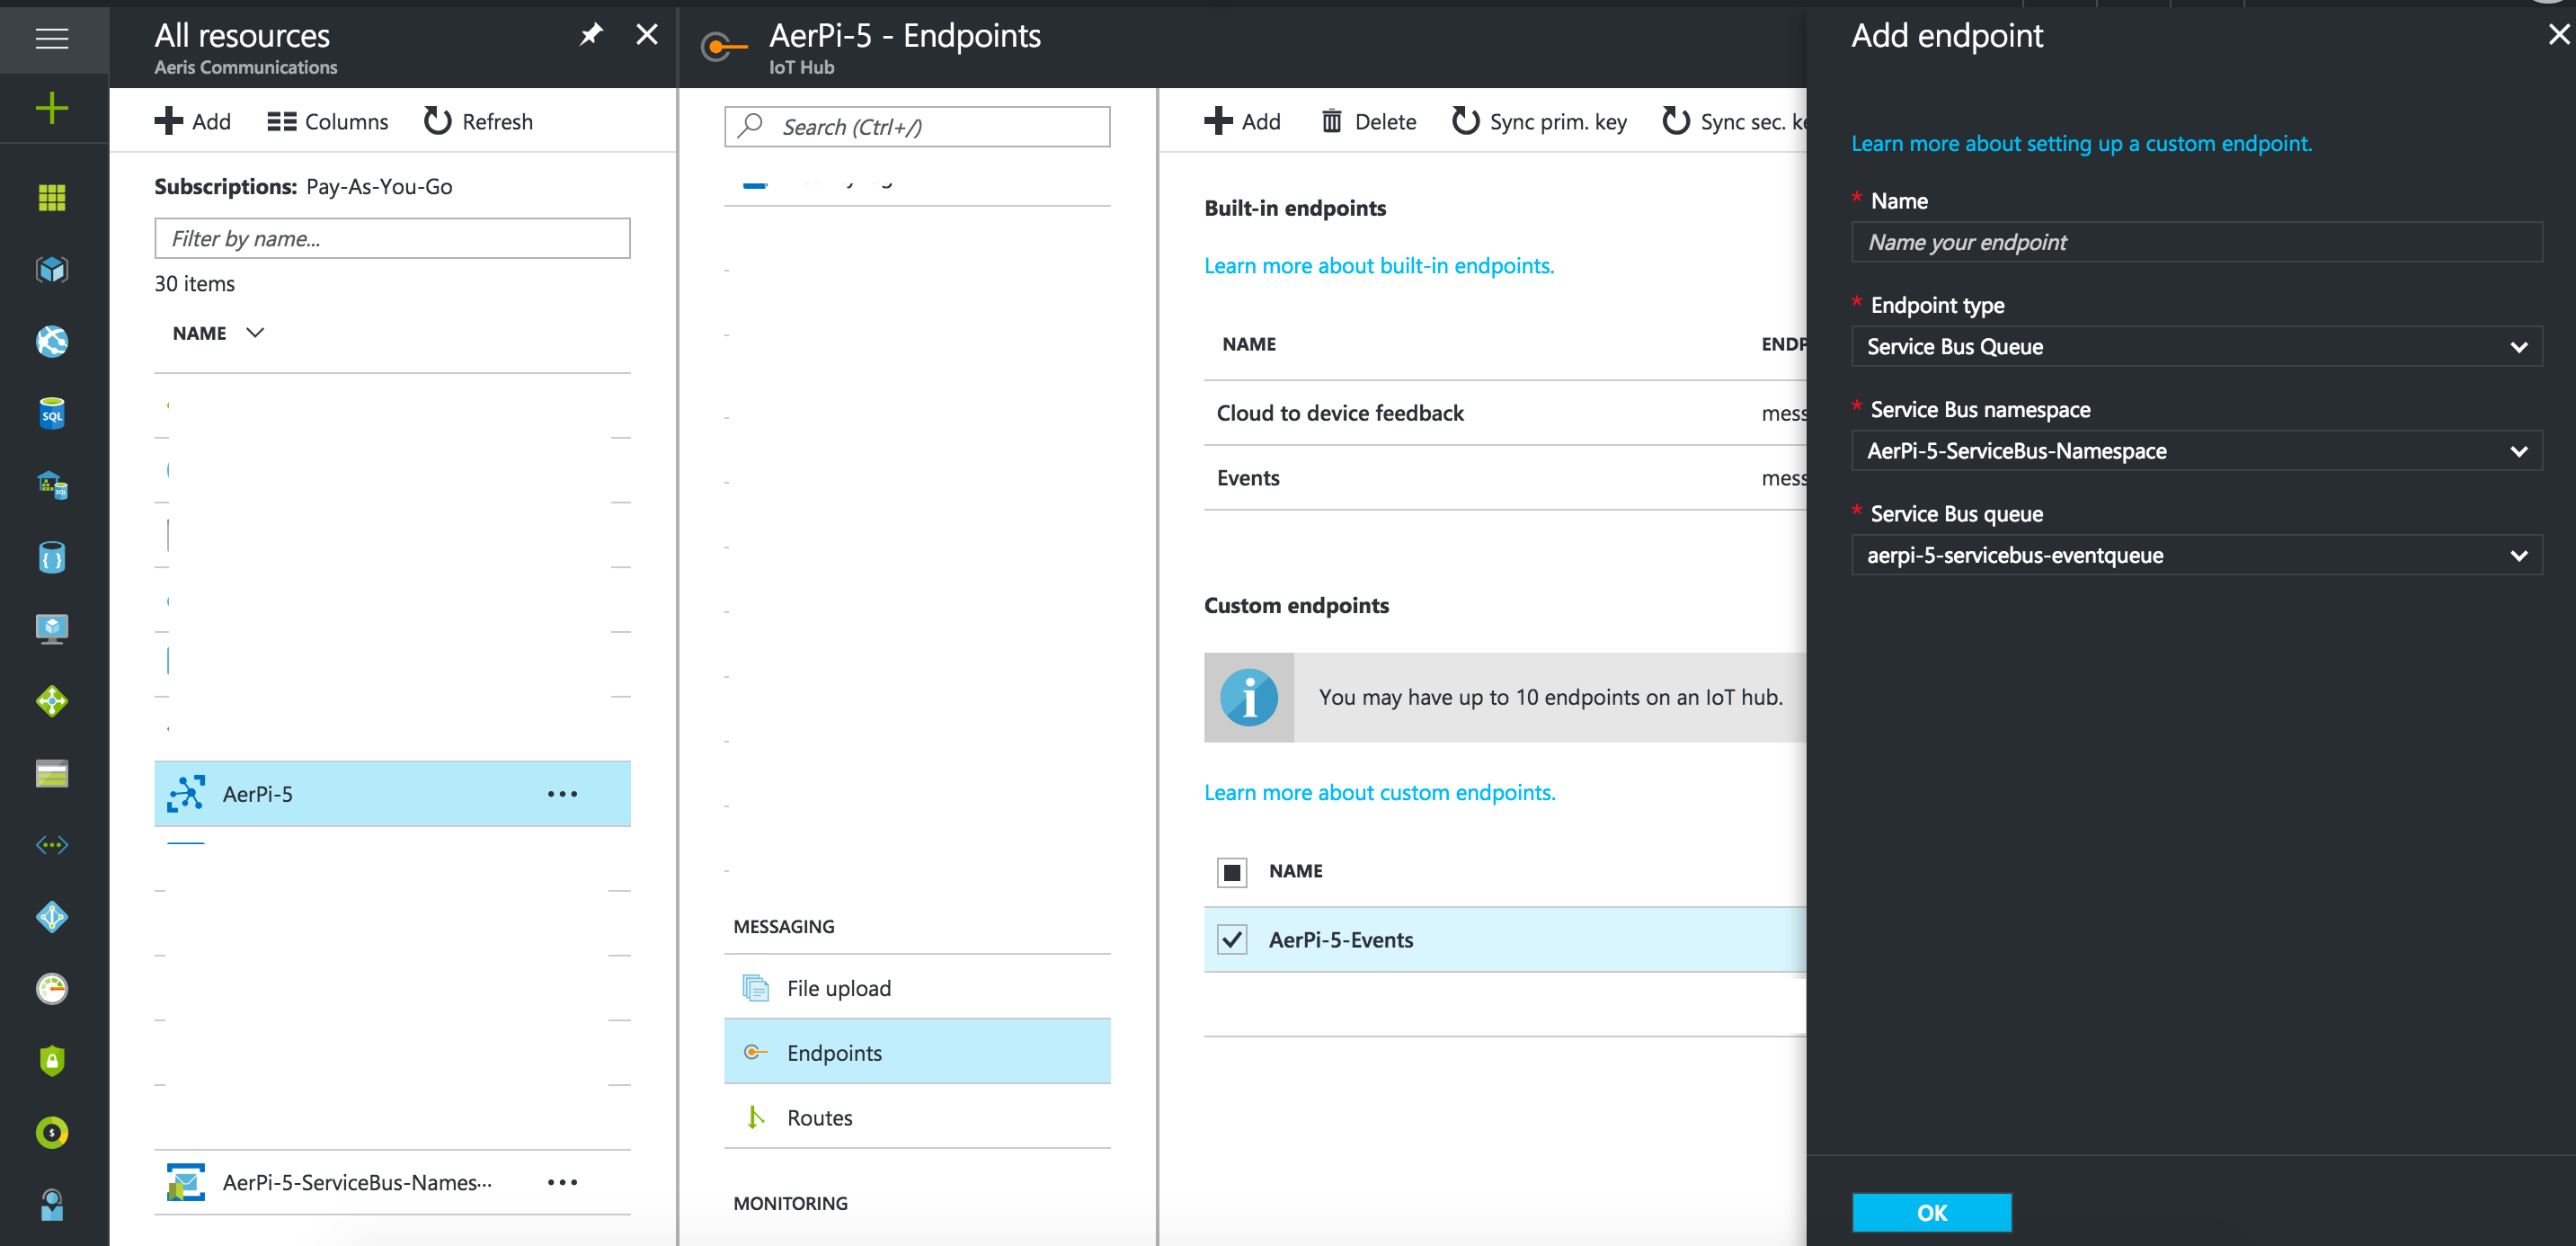 All resources
Aeris Communications
Add
Columns
Refresh
Subscriptions: Pay-As-You-Go
Filter by name...
30 items
NAME
SQL
SQL
{ }
$
AerPi-5
AerPi-5-ServiceBus-Names...
AerPi-5 - Endpoints
IoT Hub
Search (Ctrl+/)
MESSAGING
File upload
Endpoints
Routes
MONITORING
Add
Delete
Sync prim. key
Sync sec. ke
Built-in endpoints
Learn more about built-in endpoints.
NAME
ENDP
Cloud to device feedback
mess
Events
mess
Custom endpoints
i
You may have up to 10 endpoints on an IoT hub.
Learn more about custom endpoints.
NAME
AerPi-5-Events
Add endpoint
Learn more about setting up a custom endpoint.
* Name
Name your endpoint
* Endpoint type
Service Bus Queue
* Service Bus namespace
AerPi-5-ServiceBus-Namespace
* Service Bus queue
aerpi-5-servicebus-eventqueue
OK